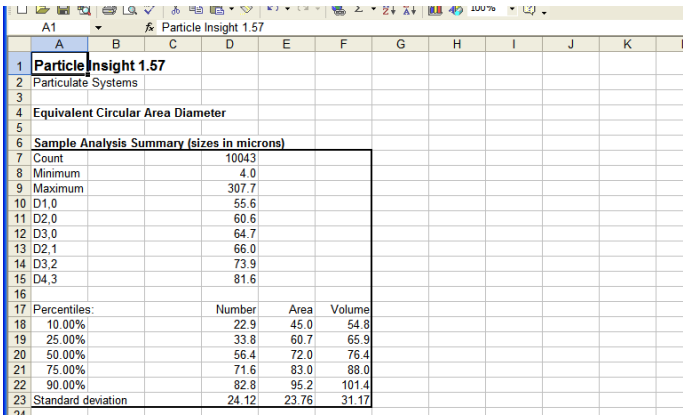 100%
A1 fx Particle Insight 1.57
A B C D E F G H I J K
1 Particle Insight 1.57
2 Particulate Systems
3
4 Equivalent Circular Area Diameter
5
6 Sample Analysis Summary (sizes in microns)
7 Count 10043
8 Minimum 4.0
9 Maximum 307.7
10 D1,0 55.6
11 D2,0 60.6
12 D3,0 64.7
13 D2,1 66.0
14 D3,2 73.9
15 D4,3 81.6
16
17 Percentiles: Number Area Volume
18 10.00% 22.9 45.0 54.8
19 25.00% 33.8 60.7 65.9
20 50.00% 56.4 72.0 76.4
21 75.00% 71.6 83.0 88.0
22 90.00% 82.8 95.2 101.4
23 Standard deviation 24.12 23.76 31.17
24